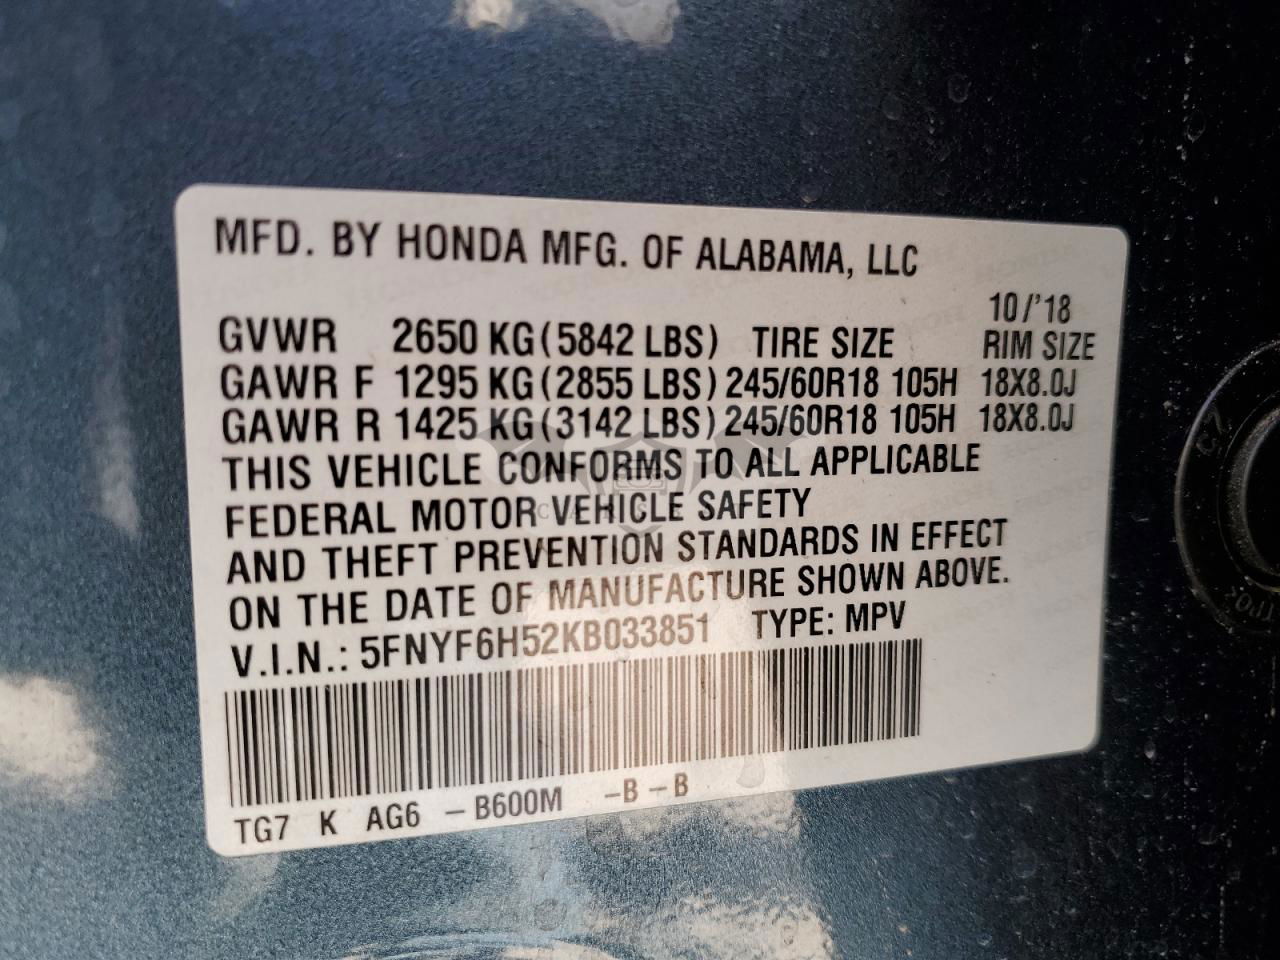 MFD. BY HONDA MFG. OF ALABAMA, LLC
10/'18
GVWR 2650 KG (5842 LBS) TIRE SIZE RIM SIZE
GAWR F 1295 KG (2855 LBS) 245/60R18 105H 18X8.0J
GAWR R 1425 KG (3142 LBS) 245/60R18 105H 18X8.0J
THIS VEHICLE CONFORMS TO ALL APPLICABLE
FEDERAL MOTOR VEHICLE SAFETY
AND THEFT PREVENTION STANDARDS IN EFFECT
ON THE DATE OF MANUFACTURE SHOWN ABOVE.
V.I.N.: 5FNYF6H52KB033851 TYPE: MPV
TG7 K AG6 -B600M -B-B
23